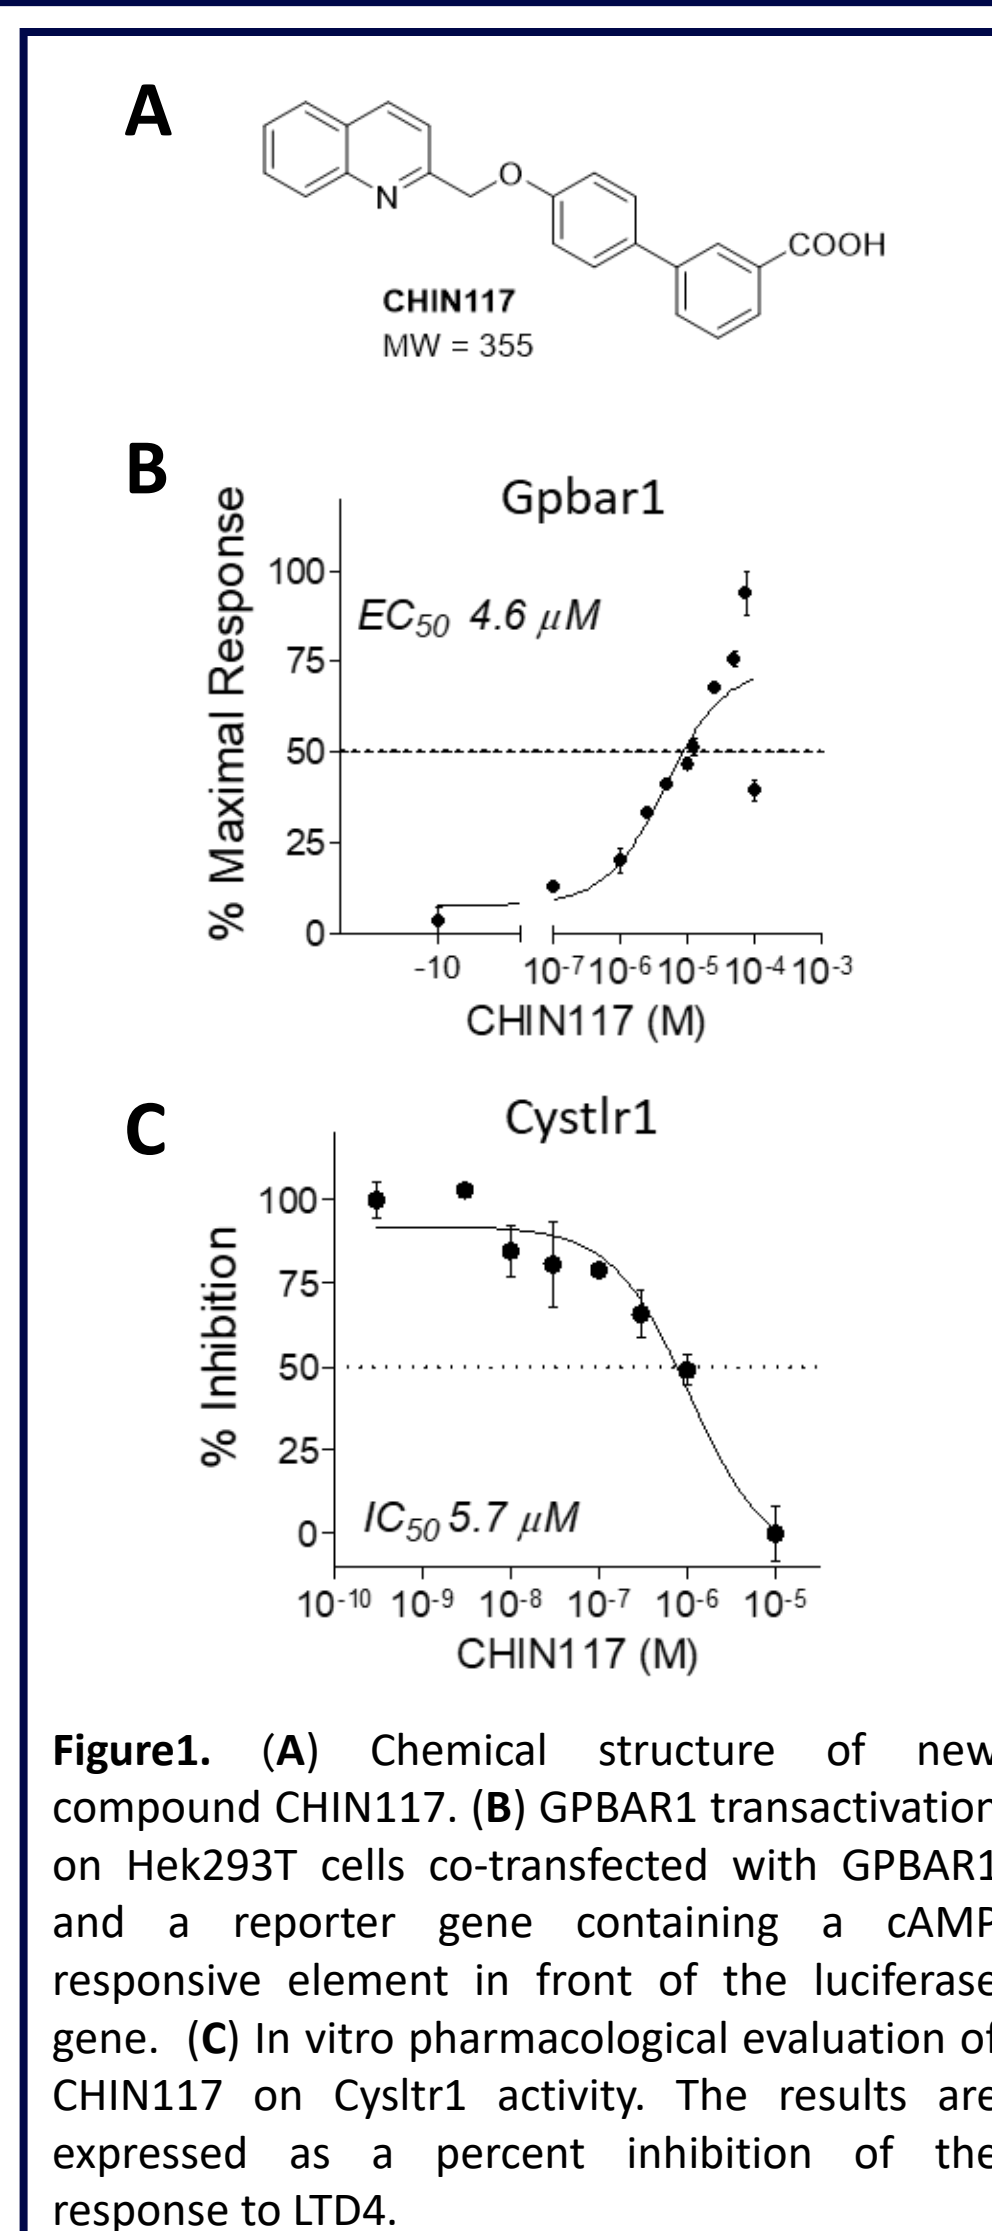 A
N
O
COOH
CHIN117
MW = 355
B
Gpbar1
% Maximal Response
100
75
50
25
0
EC50 4.6 μM
-10 10-7 10-6 10-5 10-4 10-3
CHIN117 (M)
C
Cystlr1
% Inhibition
100
75
50
25
0
IC50 5.7 μM
10-10 10-9 10-8 10-7 10-6 10-5
CHIN117 (M)
Figure1. (A) Chemical structure of new
compound CHIN117. (B) GPBAR1 transactivation
on Hek293T cells co-transfected with GPBAR1
and a reporter gene containing a cAMP
responsive element in front of the luciferase
gene. (C) In vitro pharmacological evaluation of
CHIN117 on Cysltr1 activity. The results are
expressed as a percent inhibition of the
response to LTD4.